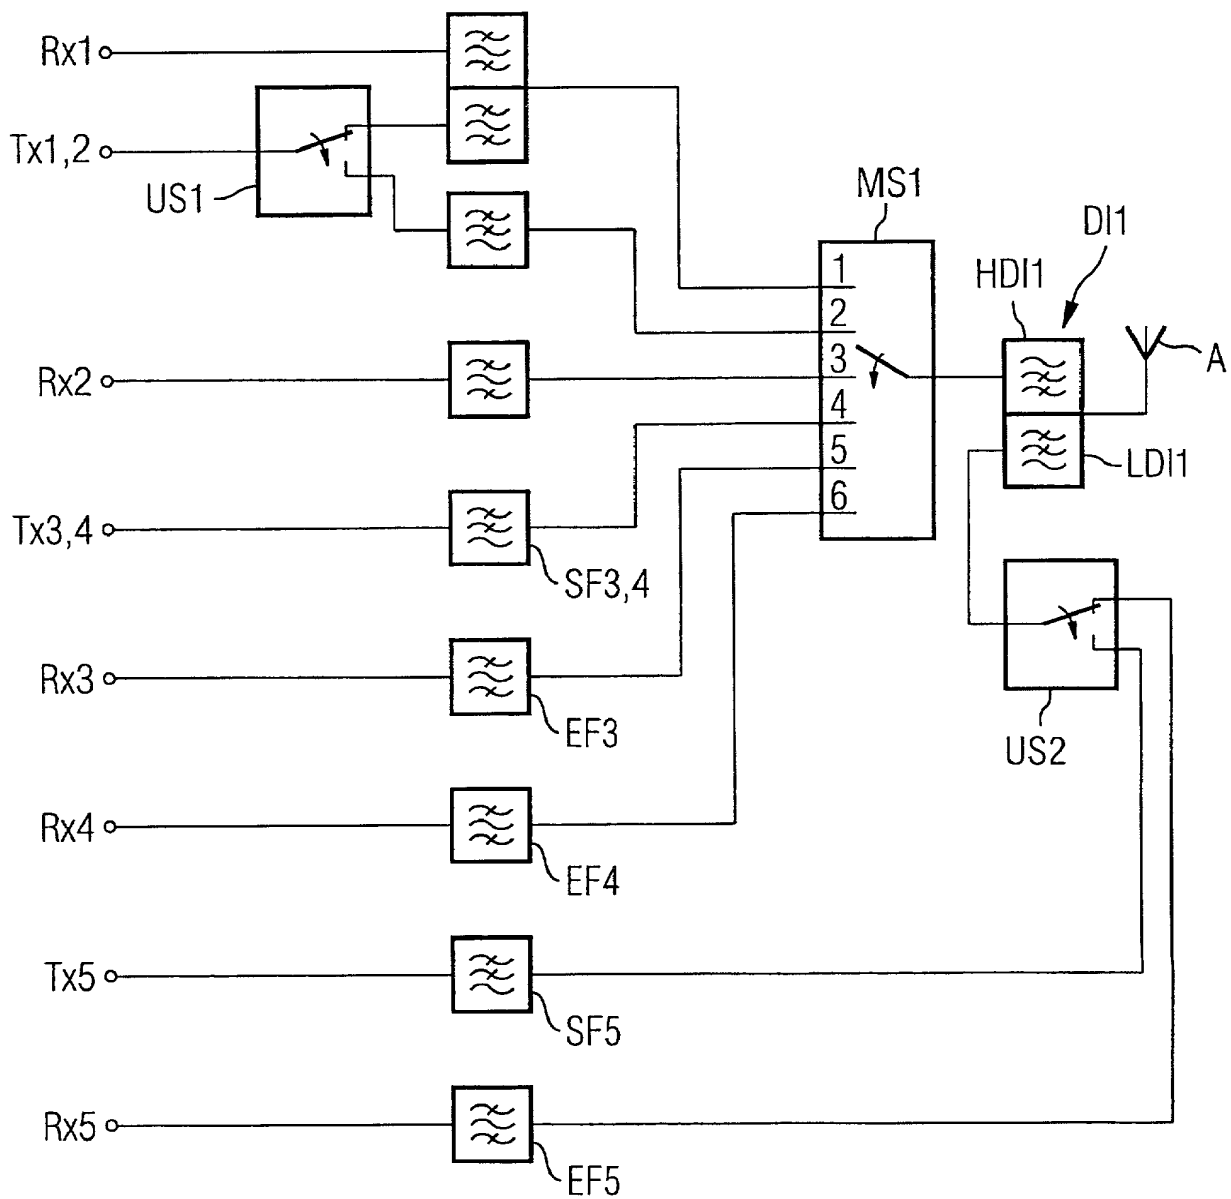 Rx1
Tx1,2
US1
MS1
DI1
HDI1
1
2
3
4
5
6
A
Rx2
LDI1
Tx3,4
SF3,4
Rx3
EF3
US2
Rx4
EF4
Tx5
SF5
Rx5
EF5